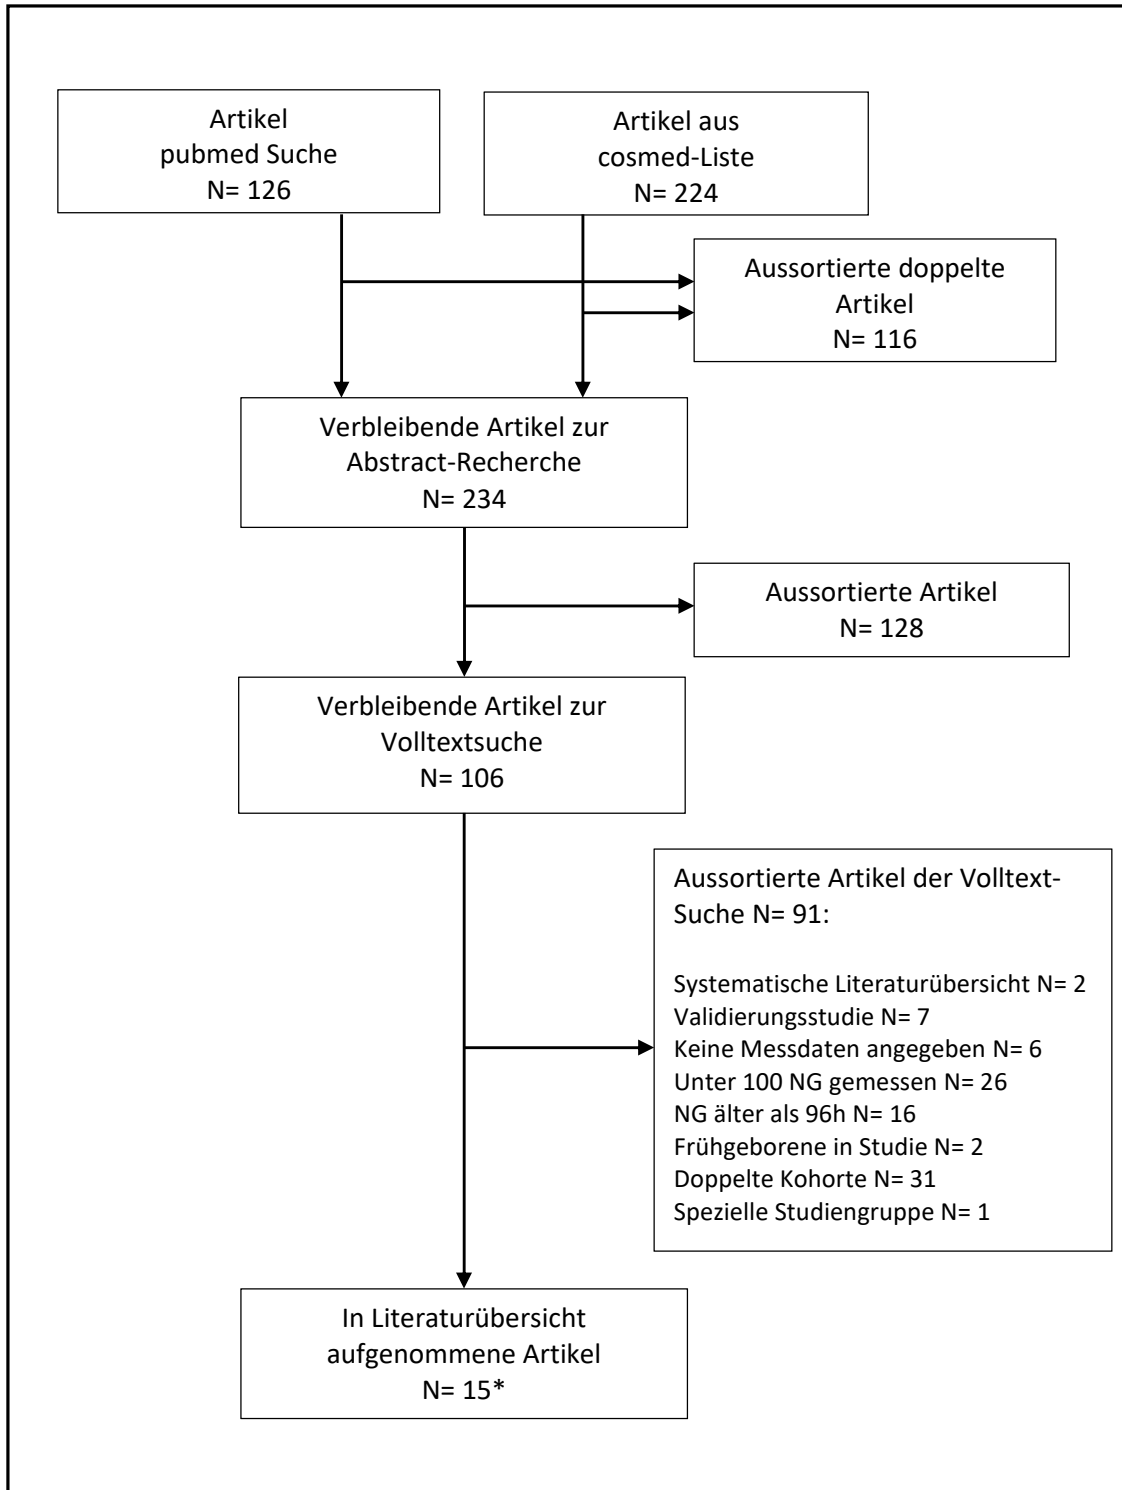 Artikel
pubmed Suche
N= 126
Artikel aus
cosmed-Liste
N= 224
Aussortierte doppelte
Artikel
N= 116
Verbleibende Artikel zur
Abstract-Recherche
N= 234
Aussortierte Artikel
N= 128
Verbleibende Artikel zur
Volltextsuche
N= 106
Aussortierte Artikel der Volltext-
Suche N= 91:
Systematische Literaturübersicht N= 2
Validierungsstudie N= 7
Keine Messdaten angegeben N= 6
Unter 100 NG gemessen N= 26
NG älter als 96h N= 16
Frühgeborene in Studie N= 2
Doppelte Kohorte N= 31
Spezielle Studiengruppe N= 1
In Literaturübersicht
aufgenommene Artikel
N= 15*